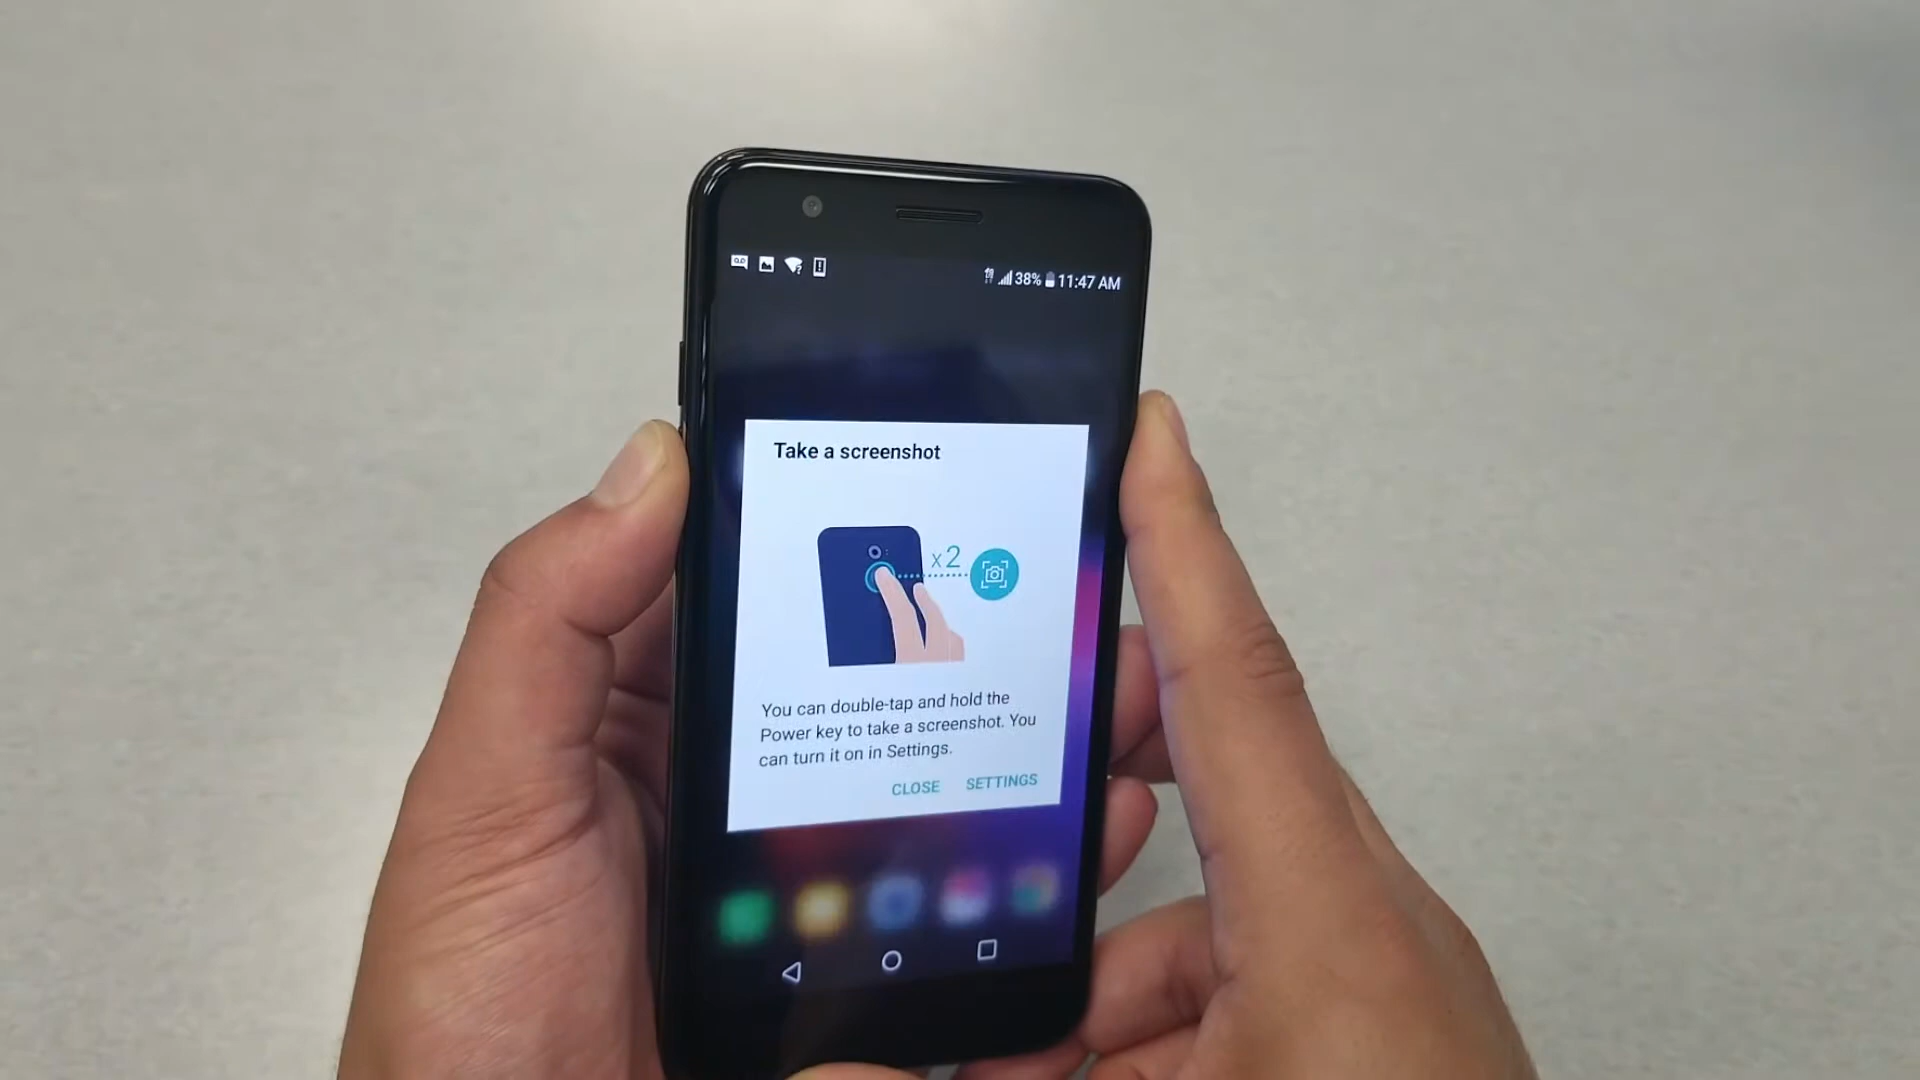 38% 11:47 AM
Take a screenshot
x2
You can double-tap and hold the
Power key to take a screenshot. You
can turn it on in Settings.
CLOSE SETTINGS